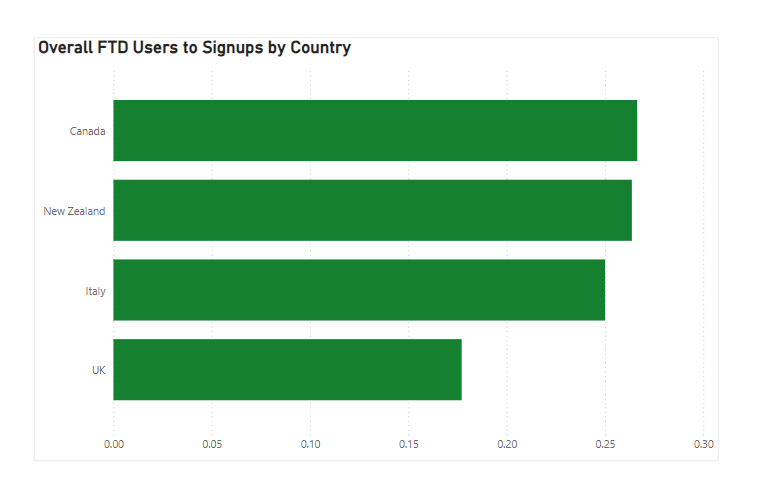 Overall FTD Users to Signups by Country
Canada
New Zealand
Italy
UK
0.00 0.05 0.10 0.15 0.20 0.25 0.30